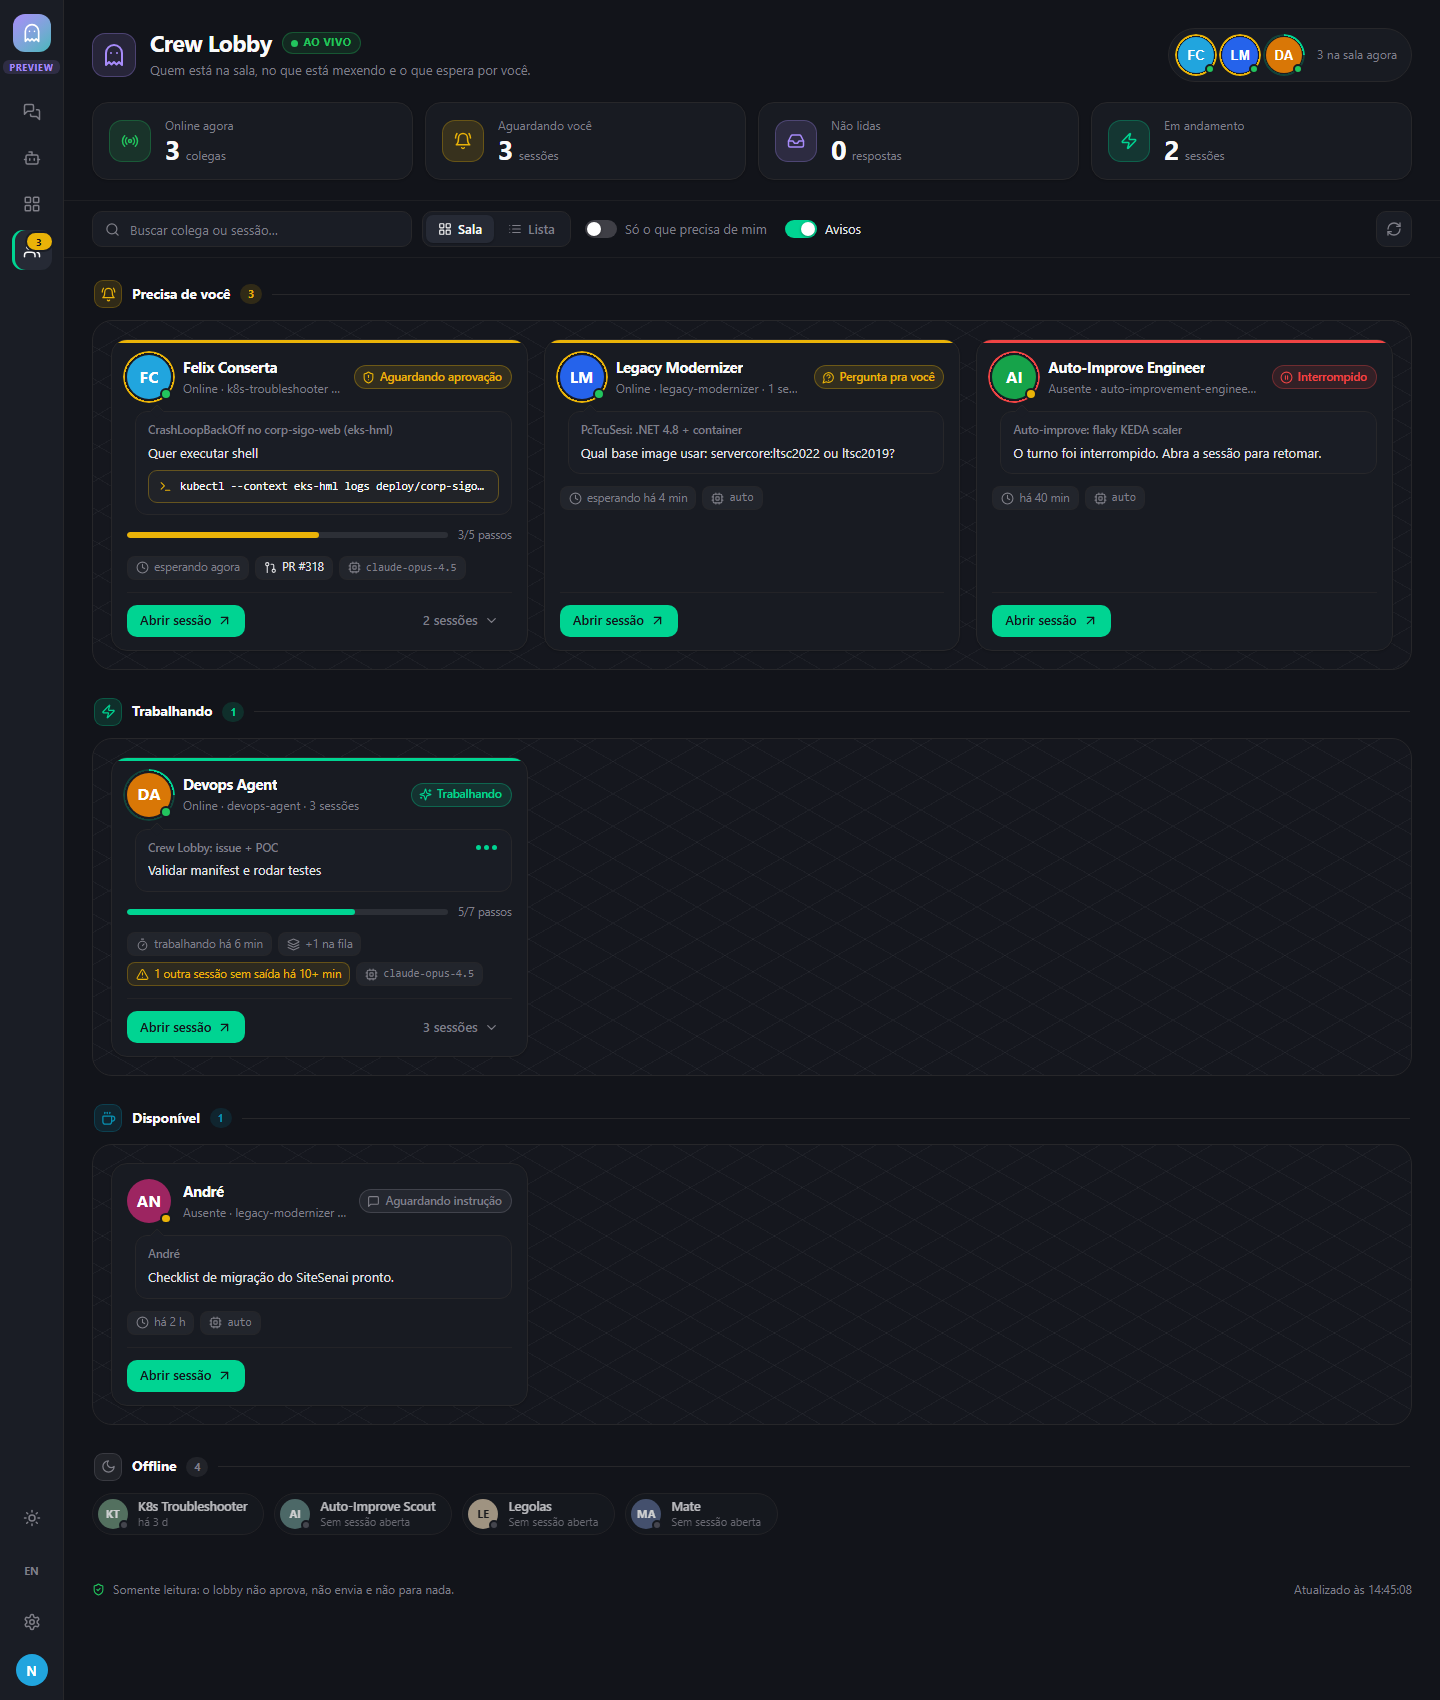 PREVIEW
3
EN
N
Crew Lobby
AO VIVO
Quem está na sala, no que está mexendo e o que espera por você.
FC
LM
DA
3 na sala agora
Online agora
3 colegas
Aguardando você
3 sessões
Não lidas
0 respostas
Em andamento
2 sessões
Buscar colega ou sessão...
Sala
Lista
Só o que precisa de mim
Avisos
Precisa de você 3
FC
Felix Conserta
Online · k8s-troubleshooter ...
Aguardando aprovação
CrashLoopBackOff no corp-sigo-web (eks-hml)
Quer executar shell
kubectl --context eks-hml logs deploy/corp-sigo…
3/5 passos
esperando agora
PR #318
claude-opus-4.5
Abrir sessão
2 sessões
LM
Legacy Modernizer
Online · legacy-modernizer · 1 se...
Pergunta pra você
PcTcuSesi: .NET 4.8 + container
Qual base image usar: servercore:ltsc2022 ou ltsc2019?
esperando há 4 min
auto
Abrir sessão
AI
Auto-Improve Engineer
Ausente · auto-improvement-enginee...
Interrompido
Auto-improve: flaky KEDA scaler
O turno foi interrompido. Abra a sessão para retomar.
há 40 min
auto
Abrir sessão
Trabalhando 1
DA
Devops Agent
Online · devops-agent · 3 sessões
Trabalhando
Crew Lobby: issue + POC
Validar manifest e rodar testes
5/7 passos
trabalhando há 6 min
+1 na fila
1 outra sessão sem saída há 10+ min
claude-opus-4.5
Abrir sessão
3 sessões
Disponível 1
AN
André
Ausente · legacy-modernizer ...
Aguardando instrução
André
Checklist de migração do SiteSenai pronto.
há 2 h
auto
Abrir sessão
Offline 4
KT
K8s Troubleshooter
há 3 d
AI
Auto-Improve Scout
Sem sessão aberta
LE
Legolas
Sem sessão aberta
MA
Mate
Sem sessão aberta
Somente leitura: o lobby não aprova, não envia e não para nada.
Atualizado às 14:45:08